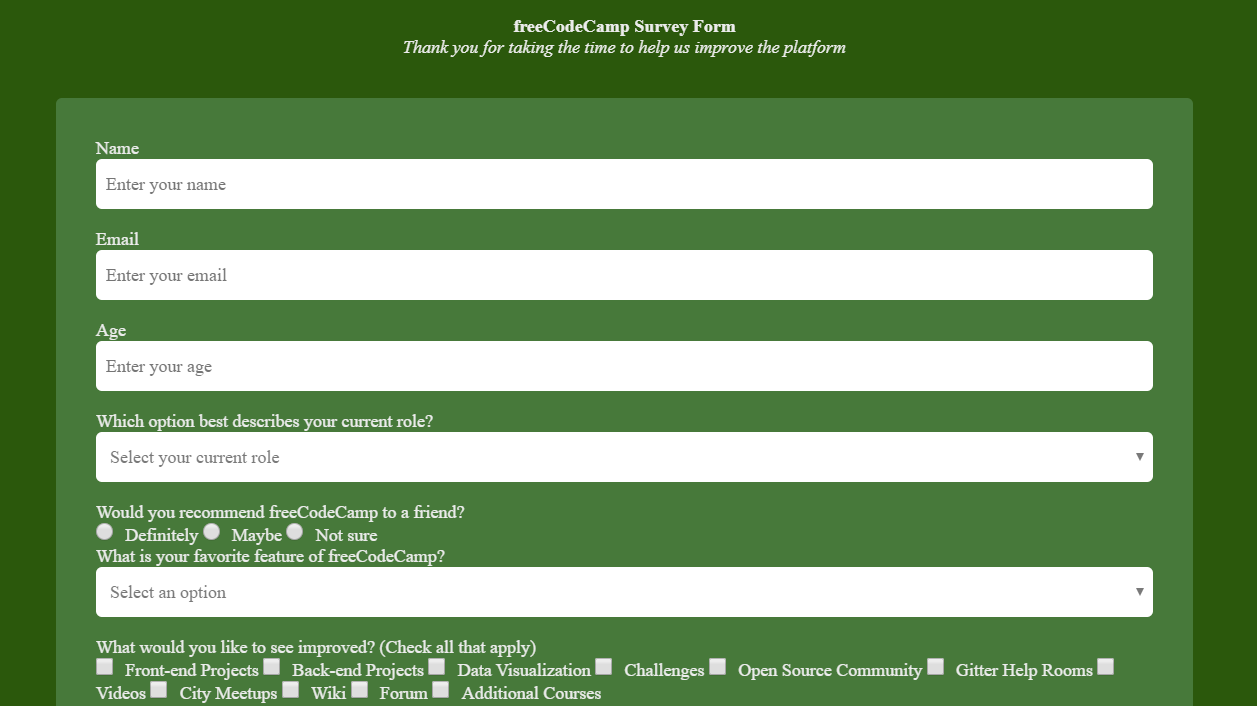 freeCodeCamp Survey Form
Thank you for taking the time to help us improve the platform
Name
Enter your name
Email
Enter your email
Age
Enter your age
Which option best describes your current role?
Select your current role
Would you recommend freeCodeCamp to a friend?
Definitely Maybe Not sure
What is your favorite feature of freeCodeCamp?
Select an option
What would you like to see improved? (Check all that apply)
Front-end Projects Back-end Projects Data Visualization Challenges Open Source Community Gitter Help Rooms
Videos City Meetups Wiki Forum Additional Courses